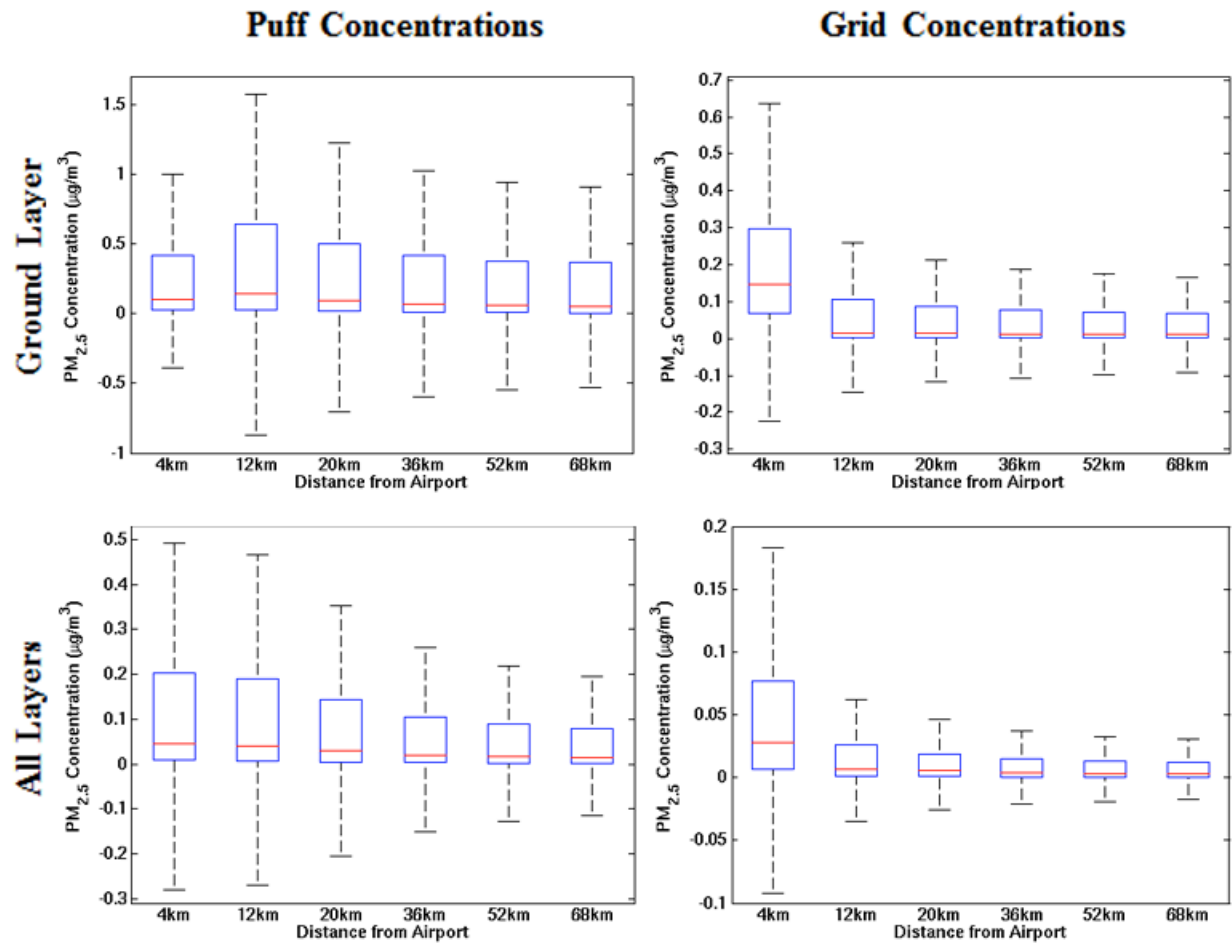 Puff Concentrations
Grid Concentrations
Ground Layer
PM2.5 Concentration (μg/m3)
1.5
1
0.5
0
-0.5
-1
4km 12km 20km 36km 52km 68km
Distance from Airport
PM2.5 Concentration (μg/m3)
0.7
0.6
0.5
0.4
0.3
0.2
0.1
0
-0.1
-0.2
-0.3
4km 12km 20km 36km 52km 68km
Distance from Airport
All Layers
PM2.5 Concentration (μg/m3)
0.5
0.4
0.3
0.2
0.1
0
-0.1
-0.2
-0.3
4km 12km 20km 36km 52km 68km
Distance from Airport
PM2.5 Concentration (μg/m3)
0.2
0.15
0.1
0.05
0
-0.05
-0.1
4km 12km 20km 36km 52km 68km
Distance from Airport